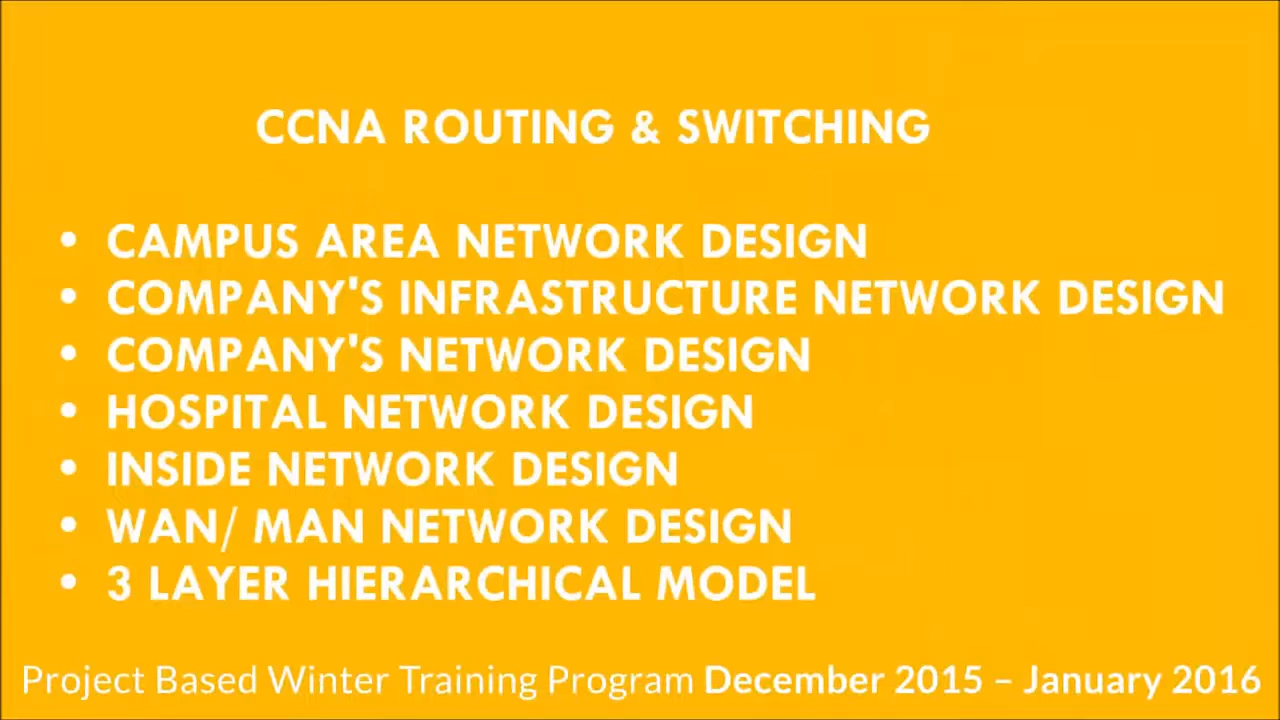 CCNA ROUTING & SWITCHING
• CAMPUS AREA NETWORK DESIGN
• COMPANY'S INFRASTRUCTURE NETWORK DESIGN
• COMPANY'S NETWORK DESIGN
• HOSPITAL NETWORK DESIGN
• INSIDE NETWORK DESIGN
• WAN/ MAN NETWORK DESIGN
• 3 LAYER HIERARCHICAL MODEL
Project Based Winter Training Program December 2015 – January 2016